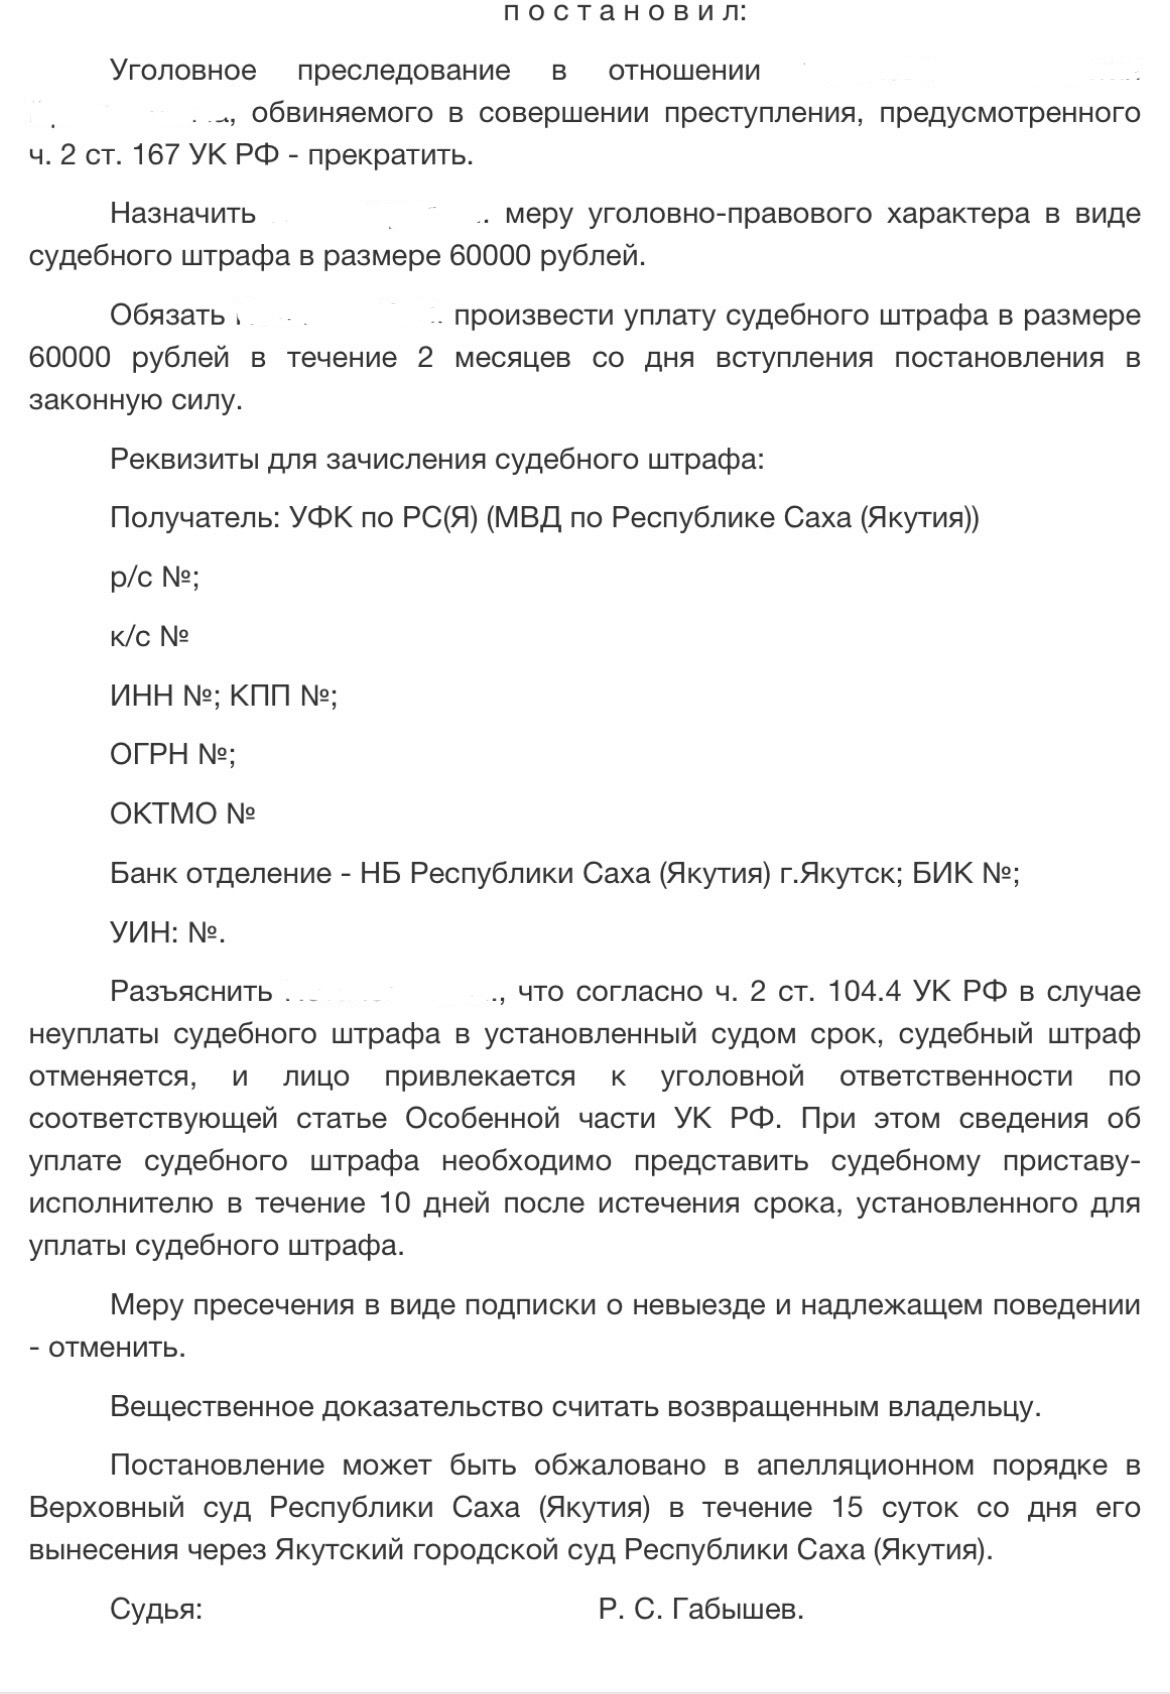 п о с т а н о в и л:
Уголовное преследование в отношении
, обвиняемого в совершении преступления, предусмотренного
ч. 2 ст. 167 УК РФ - прекратить.
Назначить . меру уголовно-правового характера в виде
судебного штрафа в размере 60000 рублей.
Обязать произвести уплату судебного штрафа в размере
60000 рублей в течение 2 месяцев со дня вступления постановления в
законную силу.
Реквизиты для зачисления судебного штрафа:
Получатель: УФК по РС(Я) (МВД по Республике Саха (Якутия))
р/с №;
к/с №
ИНН №; КПП №;
ОГРН №;
ОКТМО №
Банк отделение - НБ Республики Саха (Якутия) г.Якутск; БИК №;
УИН: №.
Разъяснить ., что согласно ч. 2 ст. 104.4 УК РФ в случае
неуплаты судебного штрафа в установленный судом срок, судебный штраф
отменяется, и лицо привлекается к уголовной ответственности по
соответствующей статье Особенной части УК РФ. При этом сведения об
уплате судебного штрафа необходимо представить судебному приставу-
исполнителю в течение 10 дней после истечения срока, установленного для
уплаты судебного штрафа.
Меру пресечения в виде подписки о невыезде и надлежащем поведении
- отменить.
Вещественное доказательство считать возвращенным владельцу.
Постановление может быть обжаловано в апелляционном порядке в
Верховный суд Республики Саха (Якутия) в течение 15 суток со дня его
вынесения через Якутский городской суд Республики Саха (Якутия).
Судья: Р. С. Габышев.